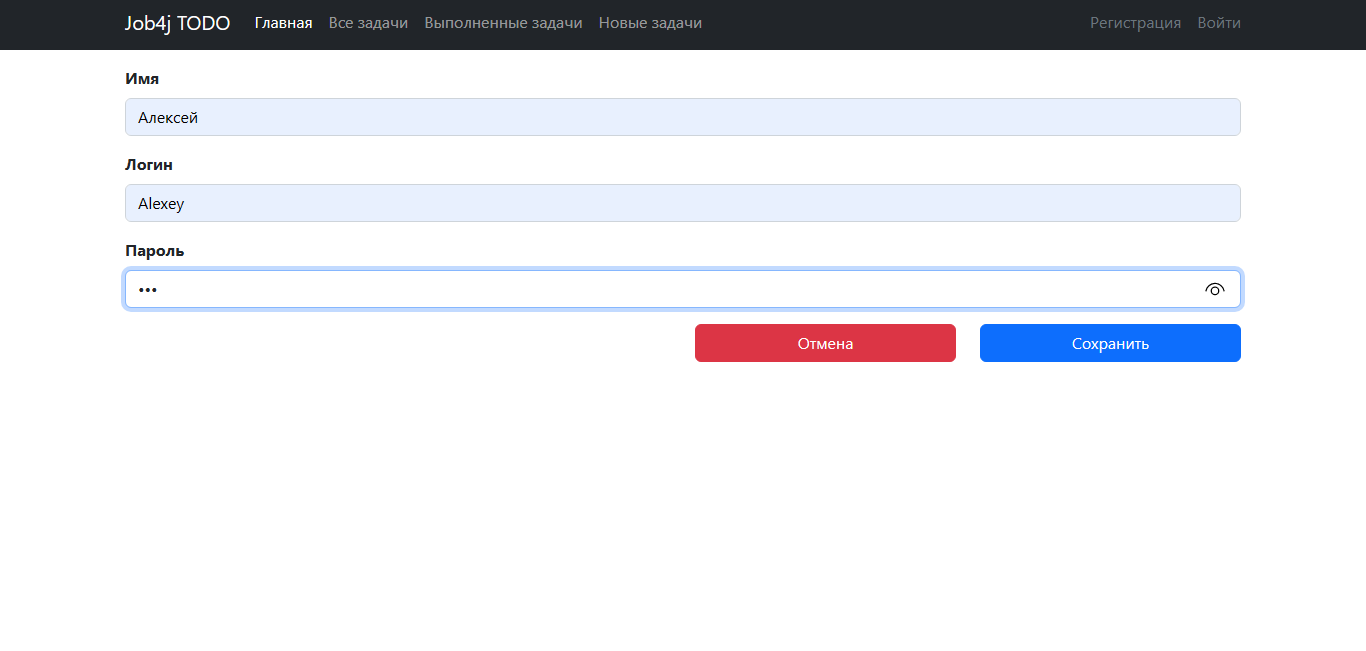 Job4j TODO Главная Все задачи Выполненные задачи Новые задачи Регистрация Войти
Имя
Алексей
Логин
Alexey
Пароль
•••
Отмена Сохранить